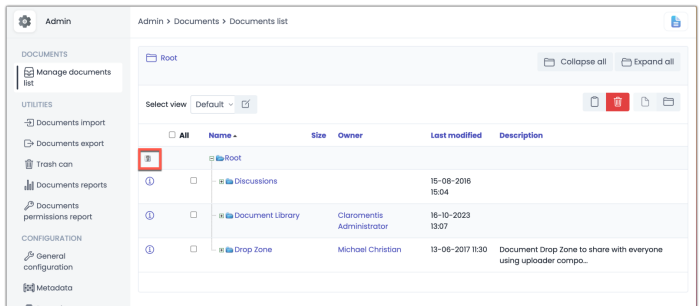 Admin
Admin > Documents > Documents list
DOCUMENTS
Manage documents
list
UTILITIES
Documents import
Documents export
Trash can
Documents reports
Documents
permissions report
CONFIGURATION
General
configuration
Metadata
Root
Collapse all
Expand all
Select view
Default
All
Name
Size
Owner
Last modified
Description
Root
Discussions
15-08-2016
15:04
Document Library
Claromentis
Administrator
16-10-2023
13:07
Drop Zone
Michael Christian
13-06-2017 11:30
Document Drop Zone to share with everyone
using uploader compo...